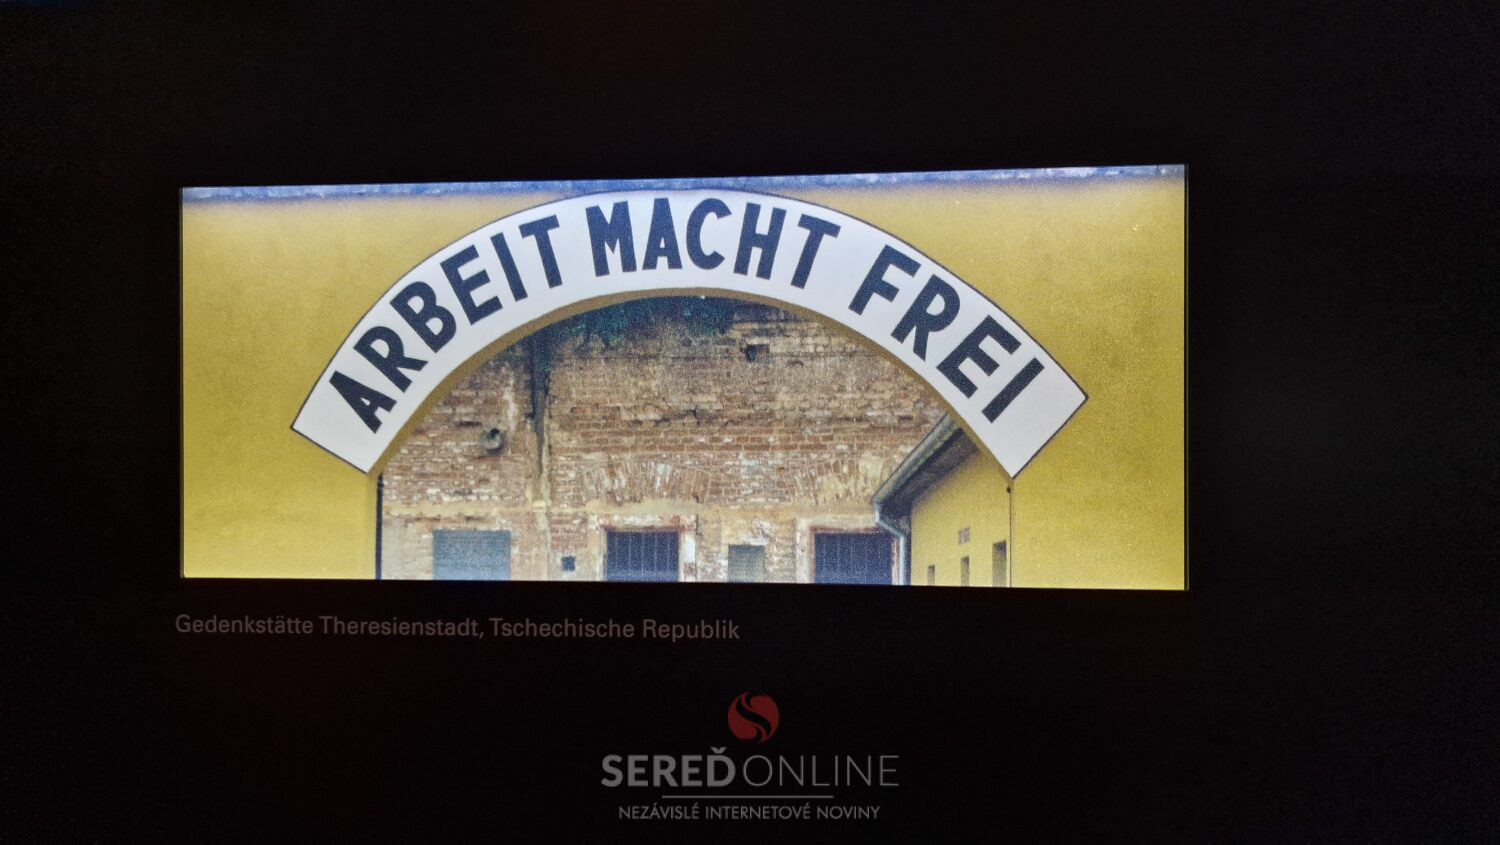 ARBEIT MACHT FREI
Gedenkstätte Theresienstadt, Tschechische Republik
SEREĎONLINE
NEZÁVISLÉ INTERNETOVÉ NOVINY